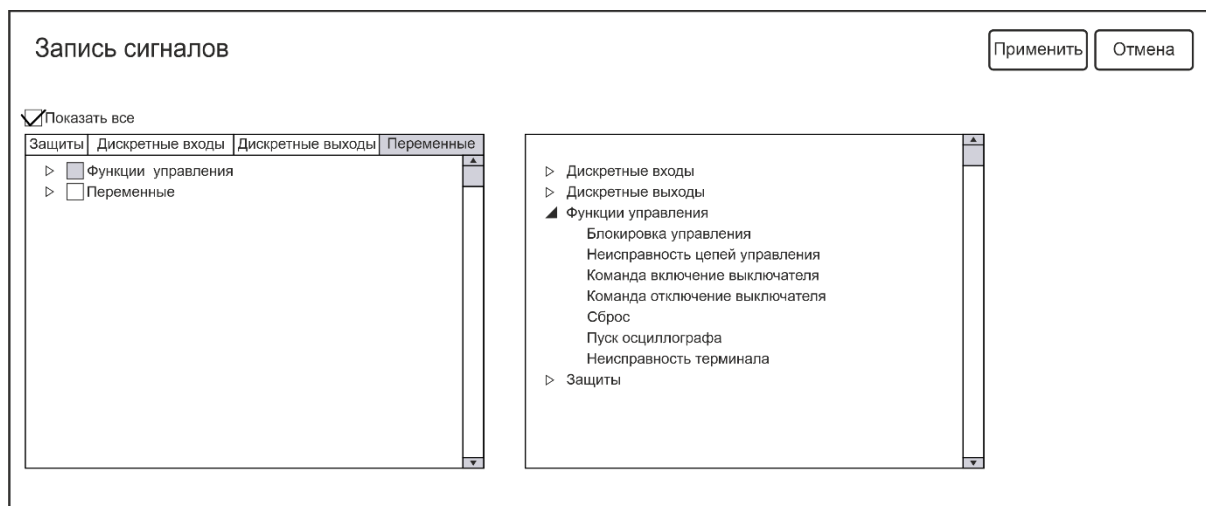 Запись сигналов
Применить
Отмена
Показать все
Защиты Дискретные входы Дискретные выходы Переменные
Функции управления
Переменные
Дискретные входы
Дискретные выходы
Функции управления
Блокировка управления
Неисправность цепей управления
Команда включение выключателя
Команда отключение выключателя
Сброс
Пуск осциллографа
Неисправность терминала
Защиты